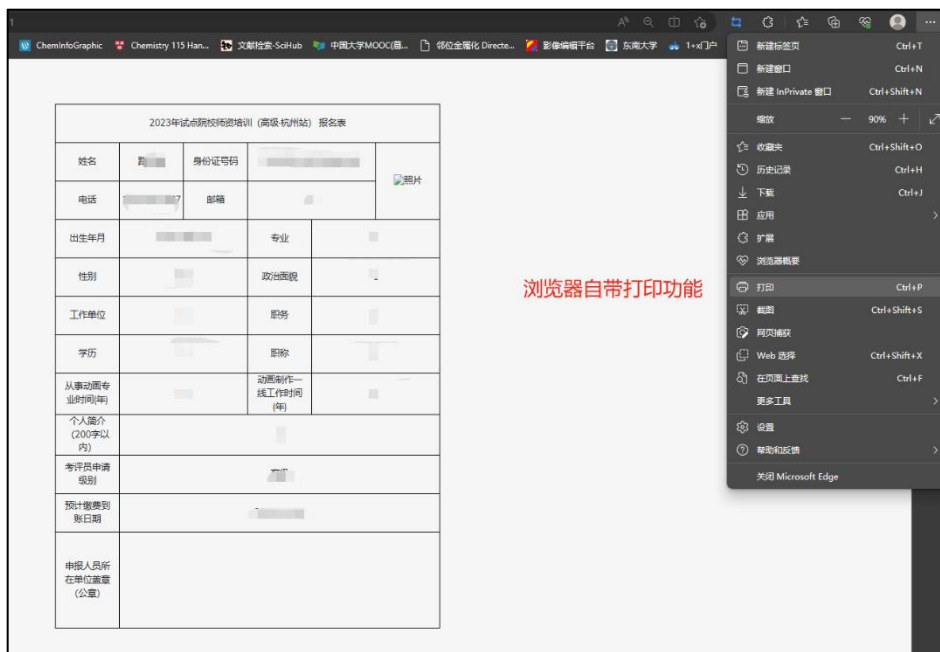 1
ChemInfoGraphic
Chemistry 115 Han...
文献检索-SciHub
中国大学MOOC(慕...
邻位金属化 Directe...
影像编辑平台
东南大学
1+x门户
2023年试点院校师资培训（高级·杭州站）报名表
姓名
身份证号码
照片
电话
7
邮箱
出生年月
专业
性别
政治面貌
工作单位
职务
学历
职称
从事动画专
业时间(年)
动画制作一
线工作时间
(年)
个人简介
(200字以
内)
考评员申请
级别
预计缴费到
账日期
申报人员所
在单位盖章
(公章)
浏览器自带打印功能
新建标签页 Ctrl+T
新建窗口 Ctrl+N
新建 InPrivate 窗口 Ctrl+Shift+N
缩放 — 90% +
收藏夹 Ctrl+Shift+O
历史记录 Ctrl+H
下载 Ctrl+J
应用
扩展
浏览器概要
打印 Ctrl+P
截图 Ctrl+Shift+S
网页捕获
Web 选择 Ctrl+Shift+X
在页面上查找 Ctrl+F
更多工具
设置
帮助和反馈
关闭 Microsoft Edge